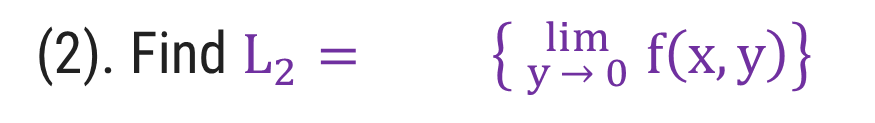 (2). Find L₂ = { lim y → 0 f(x, y)}